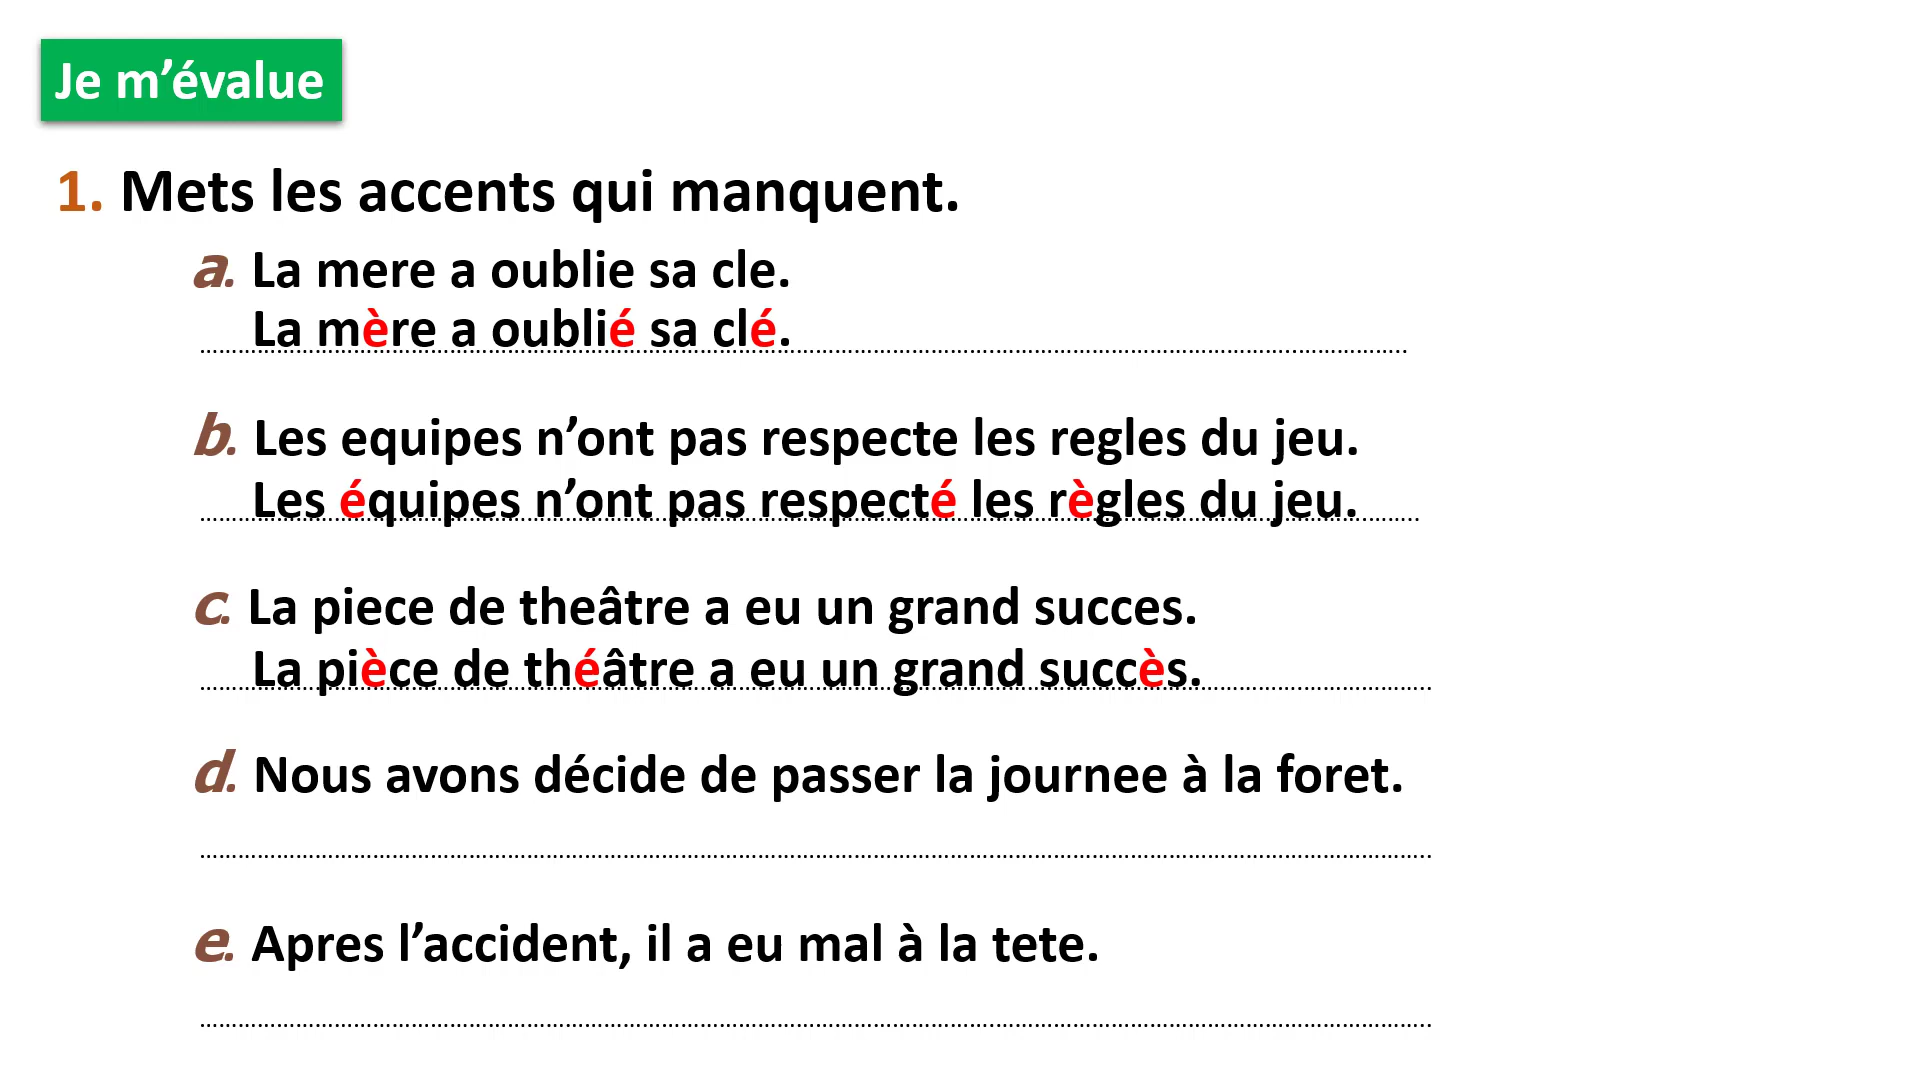 Je m’évalue
1. Mets les accents qui manquent.
a. La mere a oublie sa cle.
La mère a oublié sa clé.
b. Les equipes n’ont pas respecte les regles du jeu.
Les équipes n’ont pas respecté les règles du jeu.
c. La piece de theâtre a eu un grand succes.
La pièce de théâtre a eu un grand succès.
d. Nous avons décide de passer la journee à la foret.
e. Apres l’accident, il a eu mal à la tete.